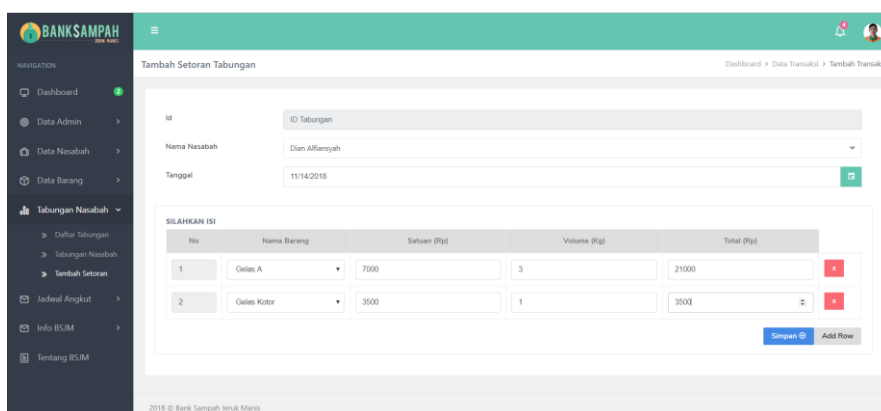 BANKSAMPAH
JERUK MANIS
NAVIGATION
Dashboard 2
Data Admin
Data Nasabah
Data Barang
Tabungan Nasabah
Daftar Tabungan
Tabungan Nasabah
Tambah Setoran
Jadwal Angkut
Info BSJM
Tentang BSJM
Tambah Setoran Tabungan
Dashboard > Data Transaksi > Tambah Transak
Id ID Tabungan
Nama Nasabah Dian Alfiansyah
Tanggal 11/14/2018
SILAHKAN ISI
No Nama Barang Satuan (Rp) Volume (Kg) Total (Rp)
1 Gelas A 7000 3 21000 x
2 Gelas Kotor 3500 1 3500 x
Simpan Add Row
2018 © Bank Sampah Jeruk Manis